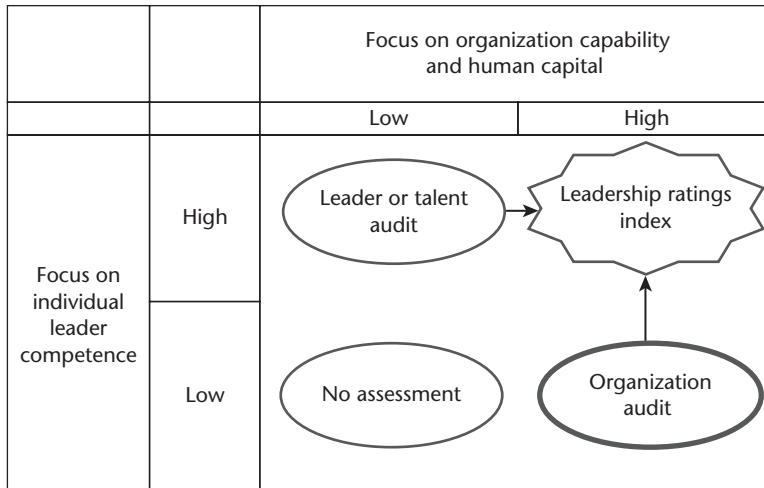 Focus on organization capability
and human capital
Low
High
Focus on
individual
leader
competence
High
Leader or talent
audit
Leadership ratings
index
Low
No assessment
Organization
audit